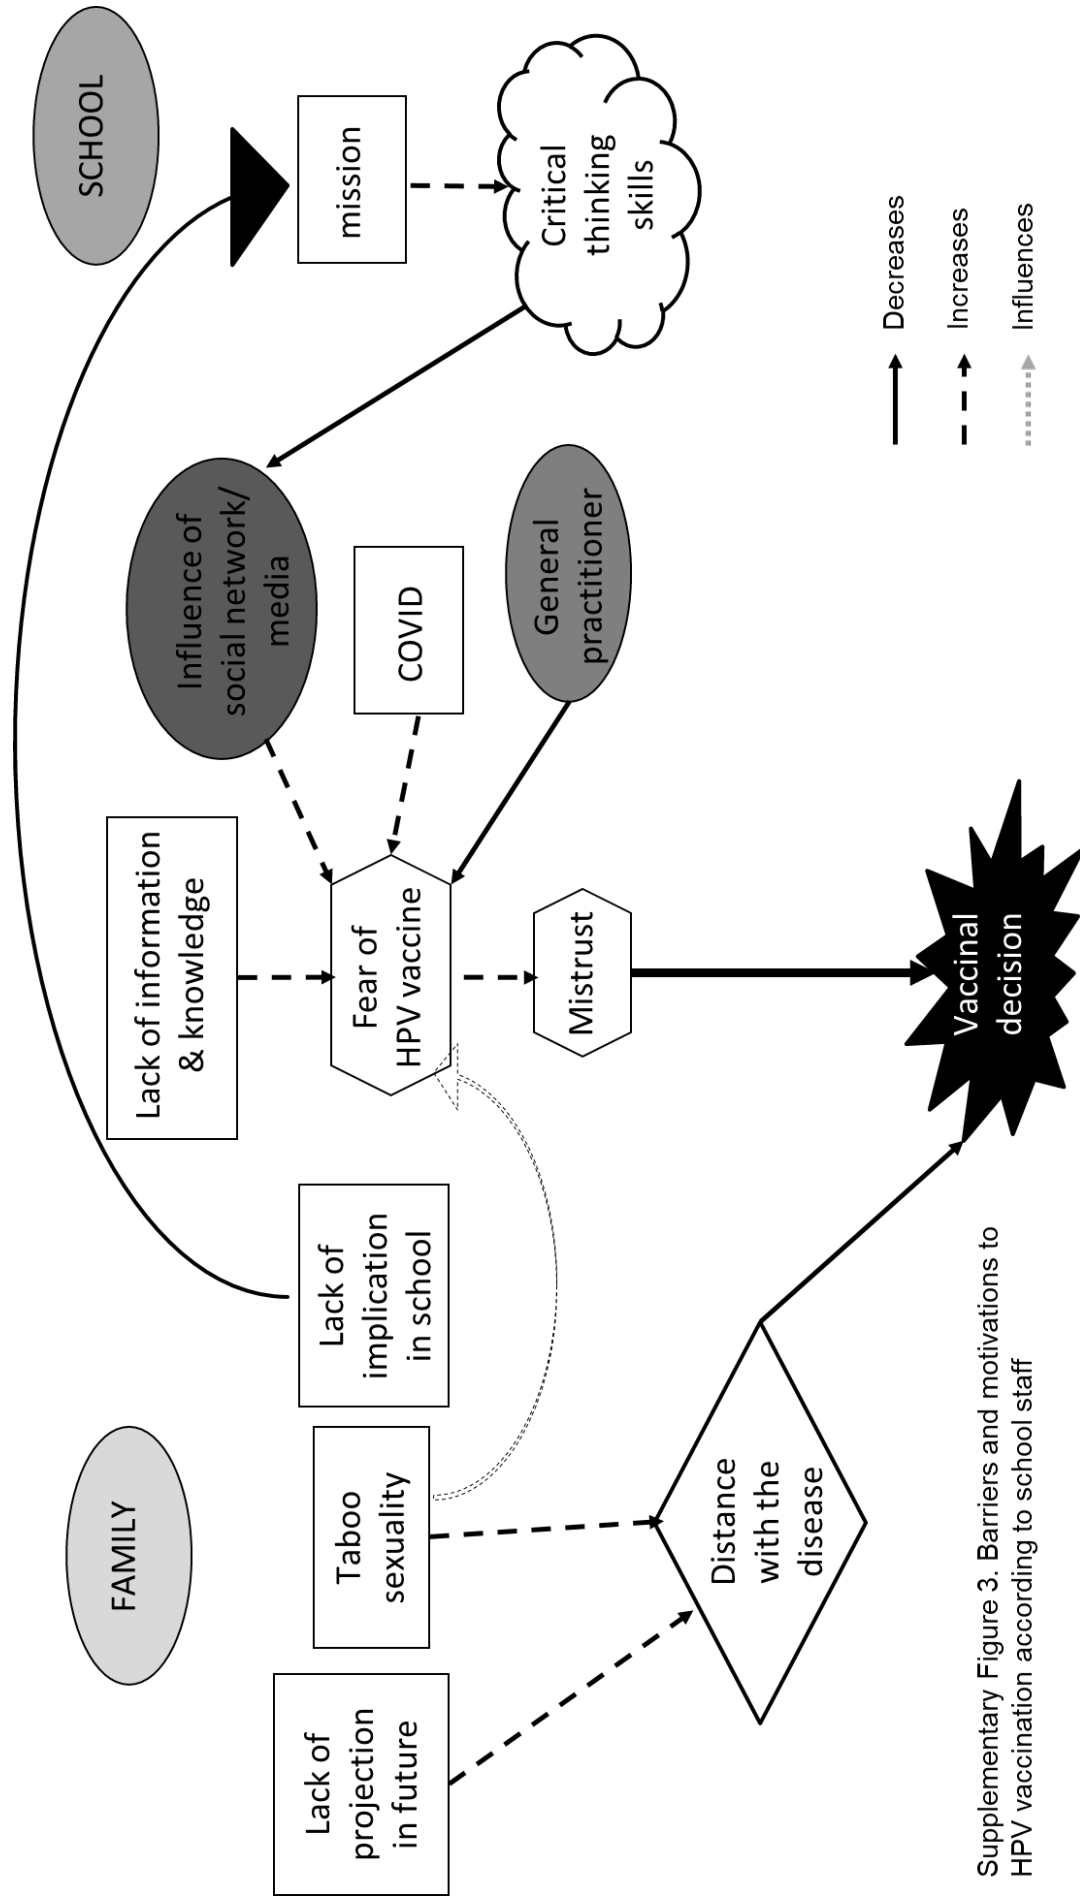 FAMILY
SCHOOL
Lack of
projection
in future
Taboo
sexuality
Lack of
implication
in school
Lack of information
& knowledge
Influence of
social network/
media
mission
Fear of
HPV vaccine
COVID
Critical
thinking
skills
General
practitioner
Mistrust
Distance
with the
disease
Vaccinal
decision
Decreases
Increases
Influences
Supplementary Figure 3. Barriers and motivations to
HPV vaccination according to school staff